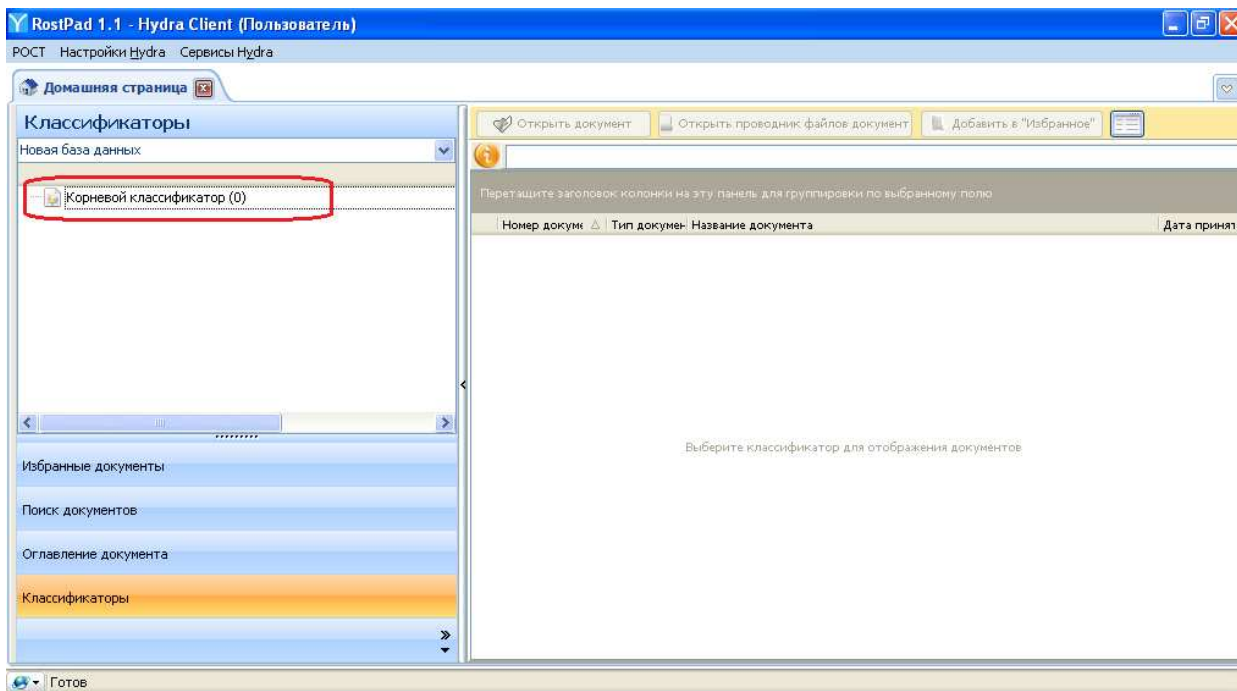 RostPad 1.1 - Hydra Client (Пользователь)
РОСТ Настройки Hydra Сервисы Hydra
Домашняя страница
Классификаторы
Новая база данных
Корневой классификатор (0)
Избранные документы
Поиск документов
Оглавление документа
Классификаторы
Открыть документ Открыть проводник файлов документ Добавить в "Избранное"
Перетащите заголовок колонки на эту панель для группировки по выбранному полю
Номер докуме Тип докумен Название документа Дата принят
Выберите классификатор для отображения документов
Готов